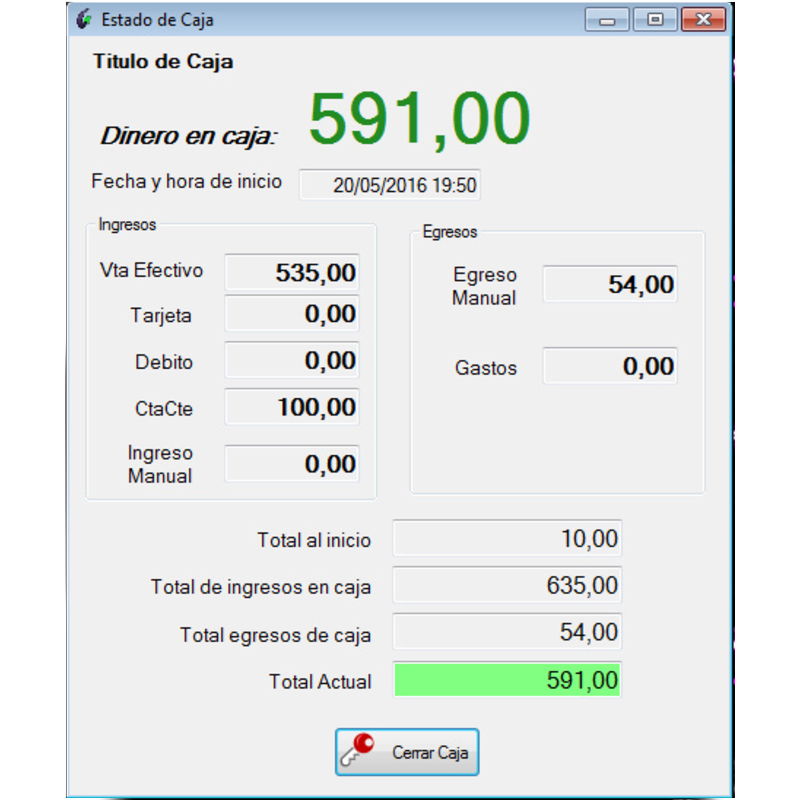 Estado de Caja
Titulo de Caja
Dinero en caja: 591,00
Fecha y hora de inicio 20/05/2016 19:50
Ingresos
Vta Efectivo 535,00
Tarjeta 0,00
Debito 0,00
CtaCte 100,00
Ingreso
Manual 0,00
Egresos
Egreso
Manual 54,00
Gastos 0,00
Total al inicio 10,00
Total de ingresos en caja 635,00
Total egresos de caja 54,00
Total Actual 591,00
Cerrar Caja